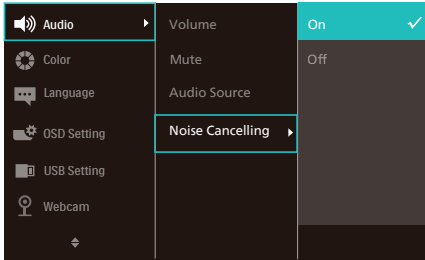 Audio
Color
Language
OSD Setting
USB Setting
Webcam
Volume
Mute
Audio Source
Noise Cancelling
On
Off